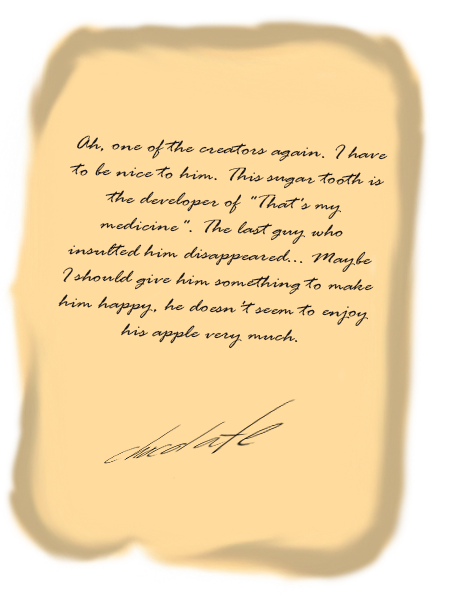 Ah, one of the creators again. I have
to be nice to him. This sugar tooth is
the developer of "That's my
medicine". The last guy who
insulted him disappeared... Maybe
I should give him something to make
him happy, he doesn't seem to enjoy
his apple very much.
chocolate